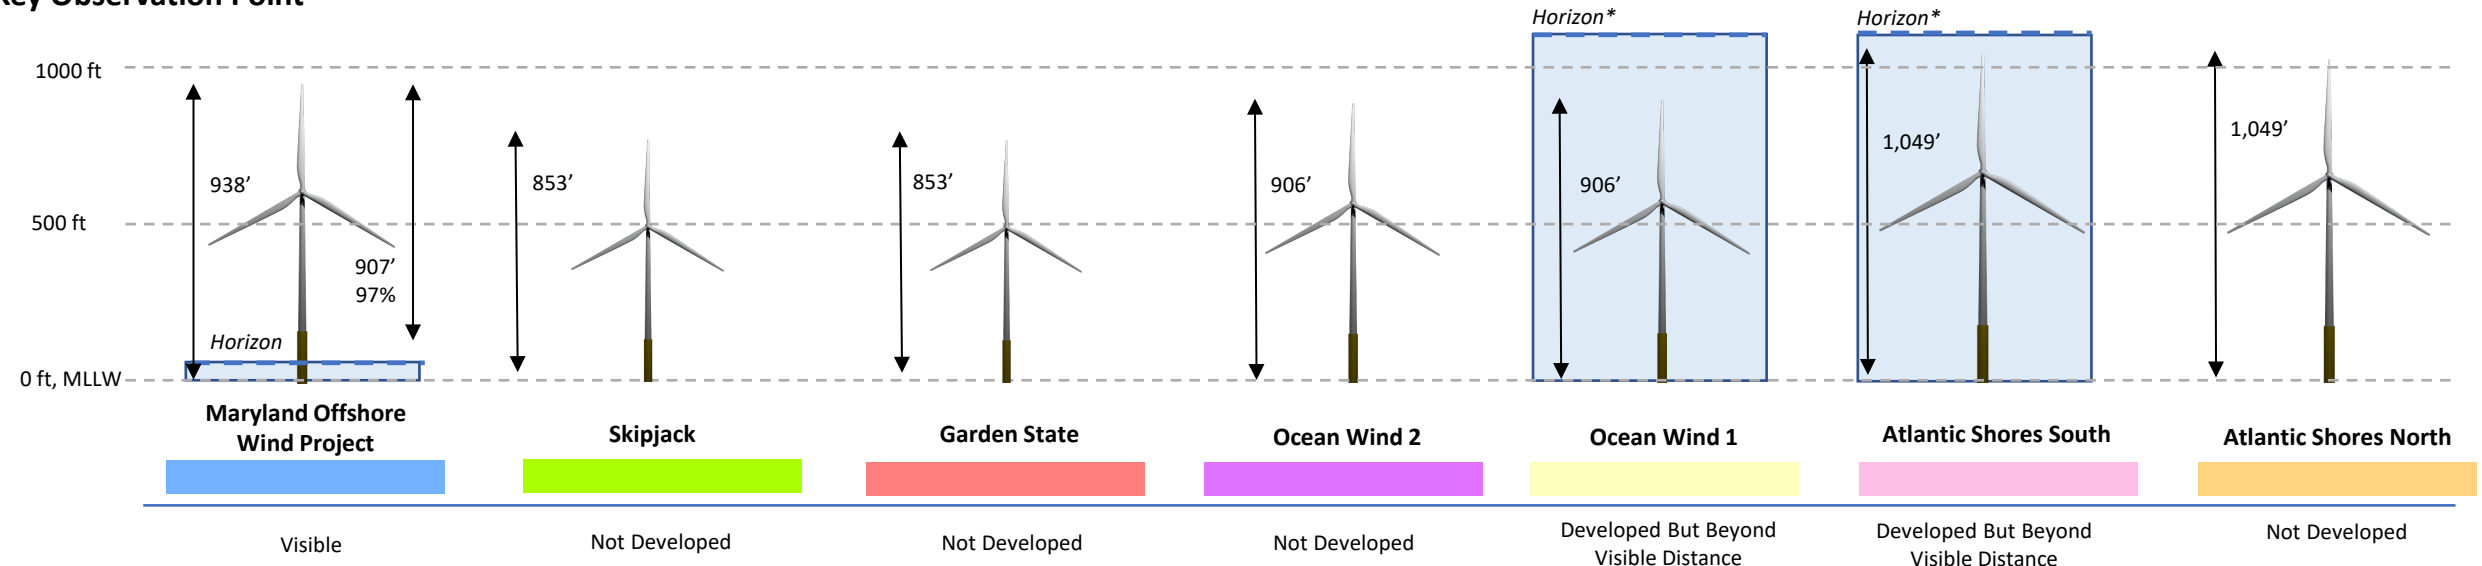 Key Observation Point
Horizon*
Horizon*
1000 ft
500 ft
0 ft, MLLW
938’
907’
97%
Horizon
853’
853’
906’
906’
1,049’
1,049’
Maryland Offshore
Wind Project
Skipjack
Garden State
Ocean Wind 2
Ocean Wind 1
Atlantic Shores South
Atlantic Shores North
Visible
Not Developed
Not Developed
Not Developed
Developed But Beyond
Visible Distance
Developed But Beyond
Visible Distance
Not Developed